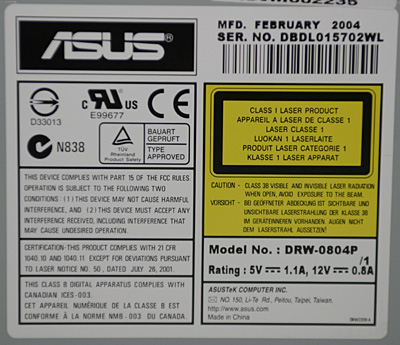 ASUS
MFD. FEBRUARY 2004
SER. NO. DBDL015702WL
D33013
c UL us
E99677
CE
N838
TÜV
Rheinland
Product Safety
BAUART
GEPRÜFT
TYPE
APPROVED
THIS DEVICE COMPLIES WITH PART 15 OF THE FCC RULES.
OPERATION IS SUBJECT TO THE FOLLOWING TWO
CONDITIONS : (1) THIS DEVICE MAY NOT CAUSE HARMFUL
INTERFERENCE, AND (2) THIS DEVICE MUST ACCEPT ANY
INTERFERENCE RECEIVED, INCLUDING INTERFERENCE THAT
MAY CAUSE UNDESIRED OPERATION.
CERTIFICATION-THIS PRODUCT COMPLIES WITH 21 CFR
1040.10 AND 1040.11 EXCEPT FOR DEVIATIONS PURSUANT
TO LASER NOTICE NO. 50, DATED JULY 26, 2001.
THIS CLASS B DIGITAL APPARATUS COMPLIES WITH
CANADIAN ICES-003.
CET APPAREIL NUMÉRIQUE DE LA CLASSE B EST
CONFORME À LA NORME NMB-003 DU CANADA.
CLASS I LASER PRODUCT
APPAREIL A LASER DE CLASSE 1
LASER CLASSE 1
LUOKAN 1 LASERLAITE
PRODUIT LASER CATEGORIE 1
KLASSE 1 LASER APPARAT
CAUTION - CLASS 3B VISIBLE AND INVISIBLE LASER RADIATION WHEN OPEN.
AVOID EXPOSURE TO THE BEAM.
VORSICHT - BEI GEÖFFNETER ABDECKUNG IST SICHTBARE UND
UNSICHTBARE LASERSTRAHLUNG DER KLASSE 3B
IM GERÄTEINNEREN. AUGEN NICHT DEM
LASERSTRAHL AUSSETZEN!
Model No. : DRW-0804P
/1
Rating : 5V⎓1.1A, 12V⎓0.8A
ASUSTeK COMPUTER INC.
NO. 150, Li-Te Rd., Peitou, Taipei, Taiwan,
http://www.asus.com